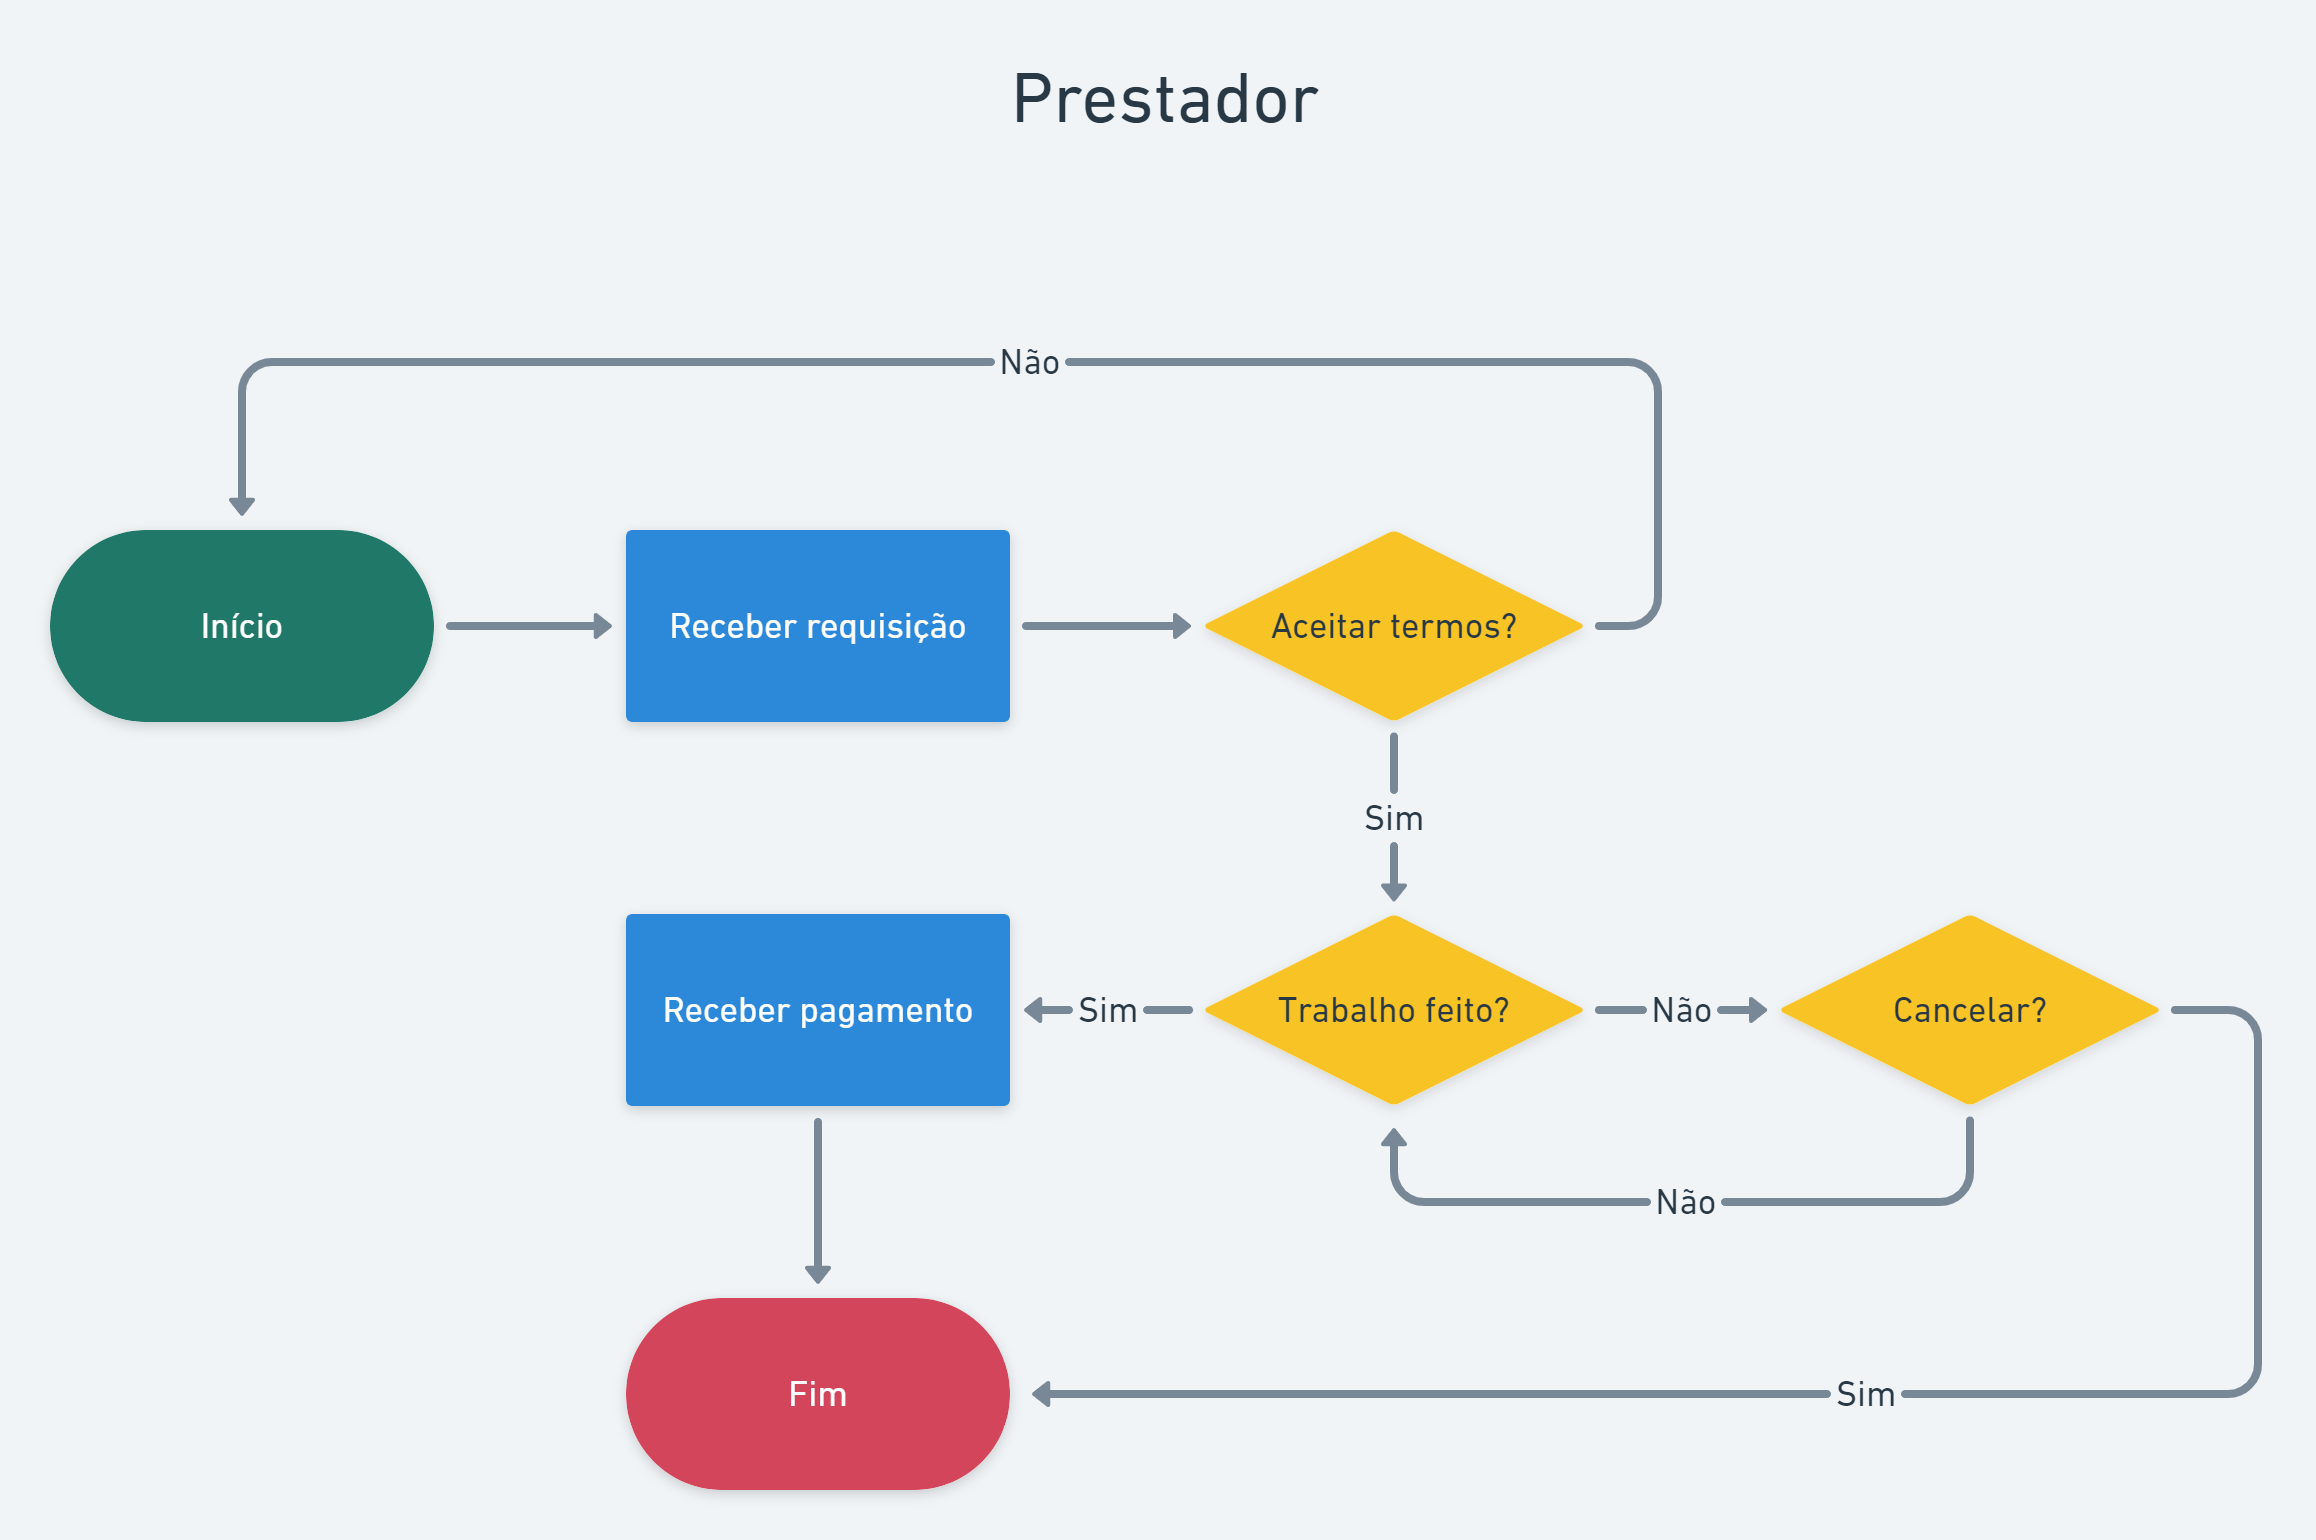 Prestador
Não
Início
Receber requisição
Aceitar termos?
Sim
Receber pagamento
Sim
Trabalho feito?
Não
Cancelar?
Não
Fim
Sim